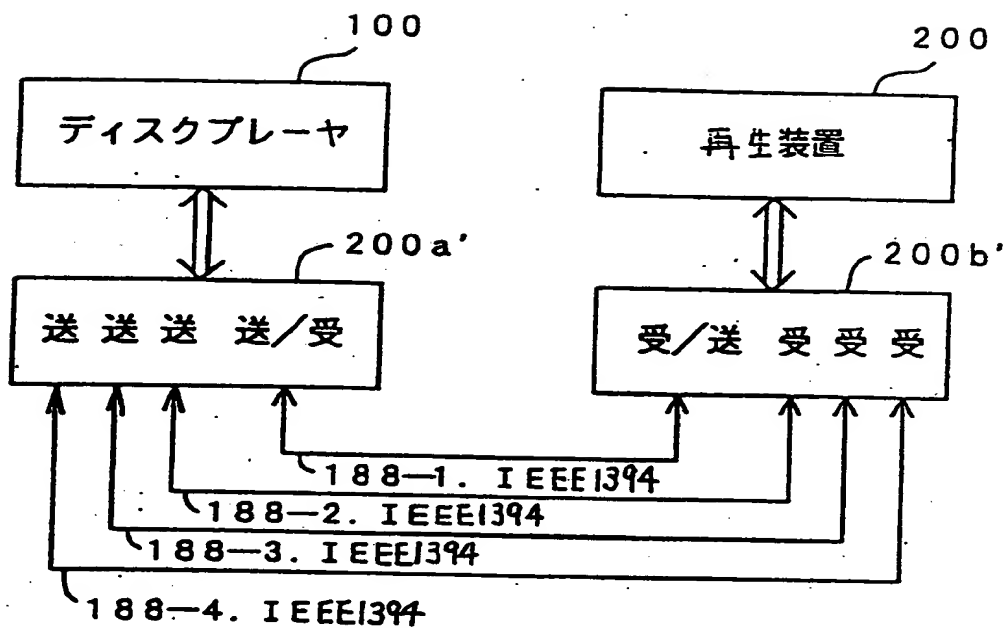 100
200
ディスクプレーヤ
再生装置
200a'
200b'
送 送 送 送/受
受/送 受 受 受
188―1. IEEE1394
188―2. IEEE1394
188―3. IEEE1394
188―4. IEEE1394